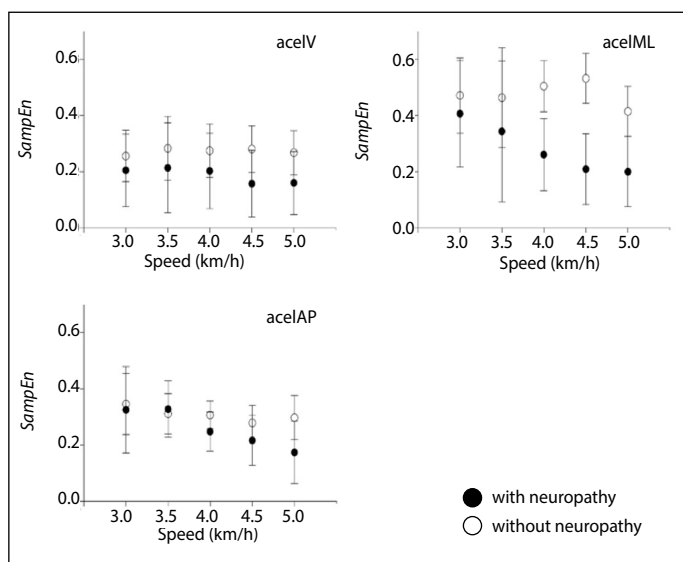 acelV
0.6
0.4
0.2
0.0
SampEn
3.0 3.5 4.0 4.5 5.0
Speed (km/h)
acelML
0.6
0.4
0.2
0.0
SampEn
3.0 3.5 4.0 4.5 5.0
Speed (km/h)
acelAP
0.6
0.4
0.2
0.0
SampEn
3.0 3.5 4.0 4.5 5.0
Speed (km/h)
with neuropathy
without neuropathy